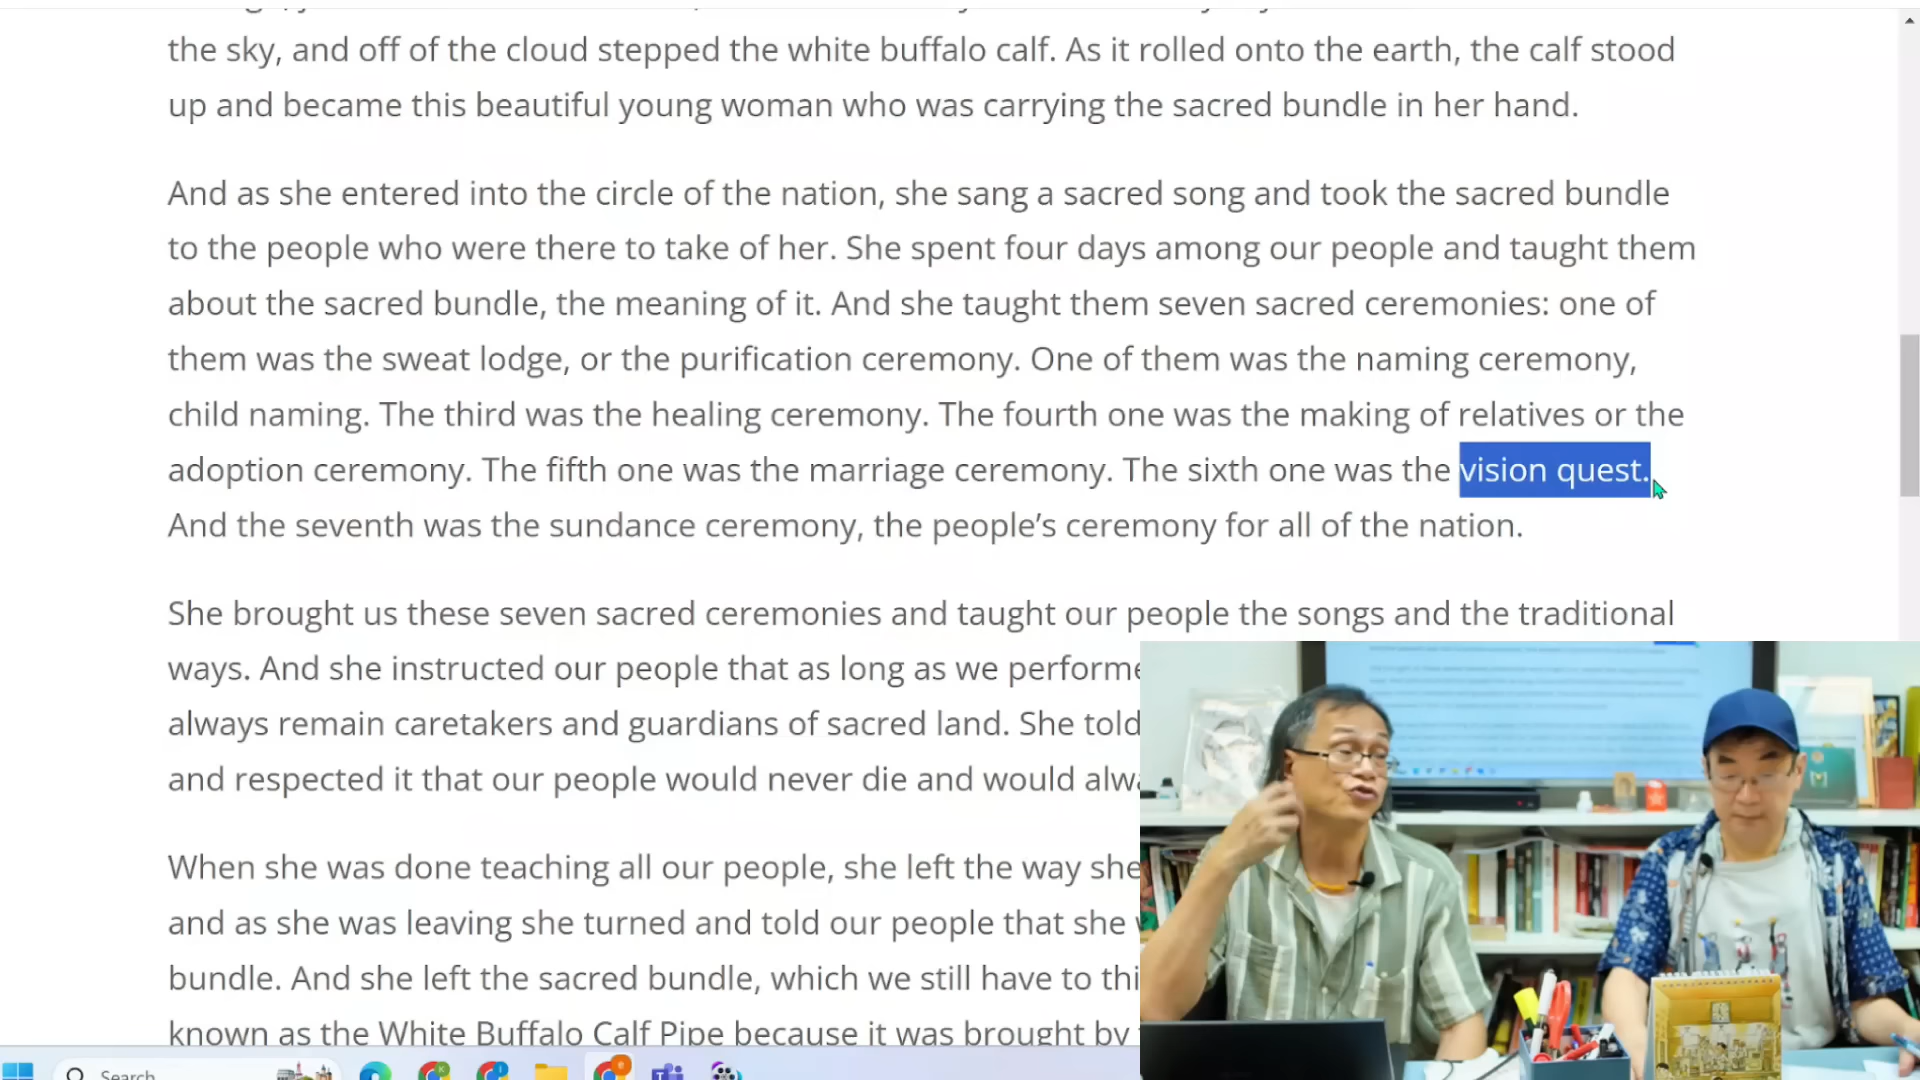 the sky, and off of the cloud stepped the white buffalo calf. As it rolled onto the earth, the calf stood
up and became this beautiful young woman who was carrying the sacred bundle in her hand.
And as she entered into the circle of the nation, she sang a sacred song and took the sacred bundle
to the people who were there to take of her. She spent four days among our people and taught them
about the sacred bundle, the meaning of it. And she taught them seven sacred ceremonies: one of
them was the sweat lodge, or the purification ceremony. One of them was the naming ceremony,
child naming. The third was the healing ceremony. The fourth one was the making of relatives or the
adoption ceremony. The fifth one was the marriage ceremony. The sixth one was the vision quest.
And the seventh was the sundance ceremony, the people’s ceremony for all of the nation.
She brought us these seven sacred ceremonies and taught our people the songs and the traditional
ways. And she instructed our people that as long as we performe
always remain caretakers and guardians of sacred land. She told
and respected it that our people would never die and would alwa
When she was done teaching all our people, she left the way she
and as she was leaving she turned and told our people that she
bundle. And she left the sacred bundle, which we still have to thi
known as the White Buffalo Calf Pipe because it was brought by
Search